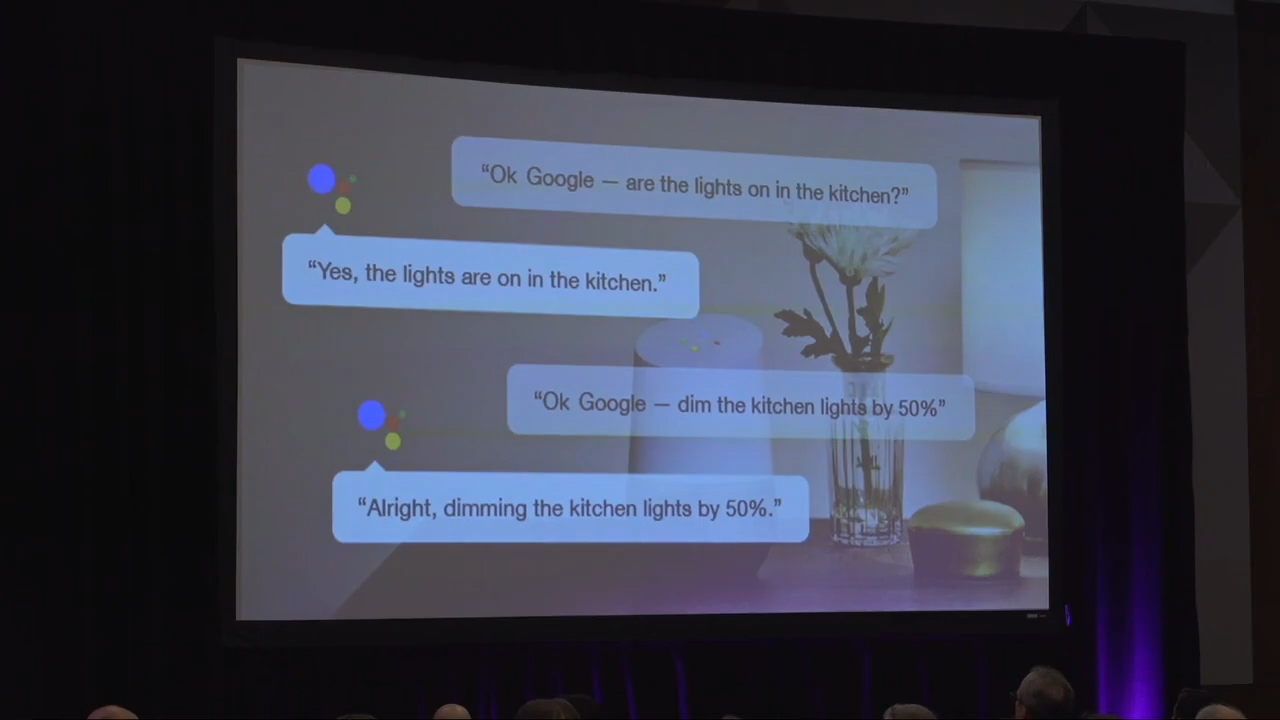 “Ok Google — are the lights on in the kitchen?”
“Yes, the lights are on in the kitchen.”
“Ok Google — dim the kitchen lights by 50%”
“Alright, dimming the kitchen lights by 50%.”